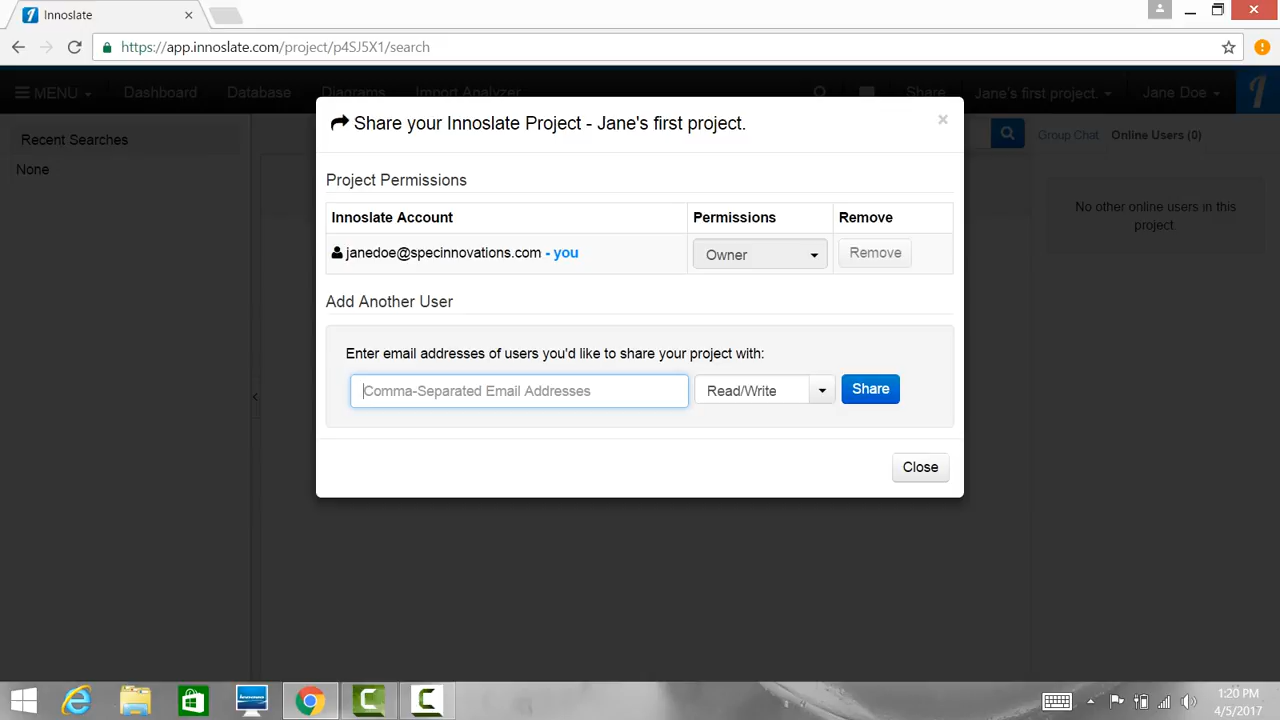 Innoslate
https://app.innoslate.com/project/p4SJ5X1/search
MENU Dashboard Database Diagrams Import Analyzer Share Jane's first project. Jane Doe
Recent Searches
None
Group Chat Online Users (0)
No other online users in this
project.
Share your Innoslate Project - Jane's first project.
×
Project Permissions
Innoslate Account Permissions Remove
janedoe@specinnovations.com - you Owner Remove
Add Another User
Enter email addresses of users you'd like to share your project with:
Comma-Separated Email Addresses Read/Write Share
Close
1:20 PM
4/5/2017